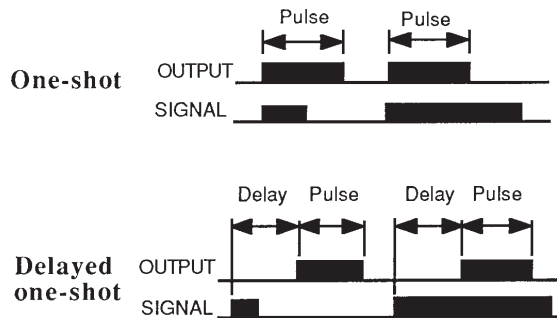 Pulse Pulse
One-shot
OUTPUT
SIGNAL
Delay Pulse Delay Pulse
Delayed
one-shot
OUTPUT
SIGNAL